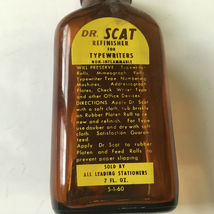 DR. SCAT
REFINISHER
FOR
TYPEWRITERS
NON-INFLAMMABLE
WILL PRESERVE Typewriter
Rolls, Mimeograph Rolls,
Typewriter Type, Numbering
Machines, Addressograph
Plates, Check Writer Type
and other Office Devices.
DIRECTIONS Apply Dr. Scat
with a soft cloth, rub briskly
on Rubber Platen Roll to re-
new and refinish. For Type
use dauber and dry with soft
cloth. Satisfaction Guaran-
teed.
Apply Dr. Scat to rubber
Platen and Feed Rolls to
prevent paper slipping
SOLD BY
ALL LEADING STATIONERS
2 FL. OZ.
5-1-60